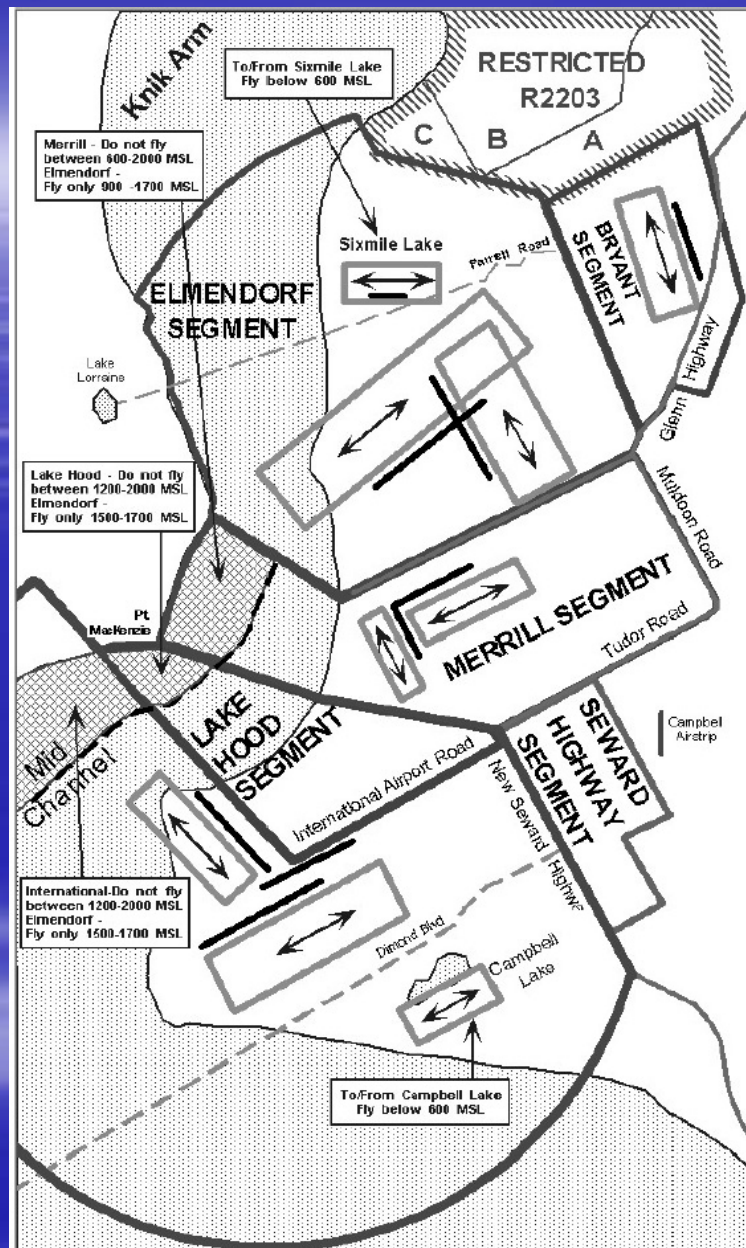 Knik Arm
To/From Sixmile Lake
Fly below 600 MSL
RESTRICTED
R2203
C
B
A
Merrill - Do not fly
between 600-2000 MSL
Elmendorf -
Fly only 900 -1700 MSL
Sixmile Lake
Farrell Road
BRYANT
SEGMENT
ELMENDORF
SEGMENT
Lake
Lorraine
Glenn Highway
Lake Hood - Do not fly
between 1200-2000 MSL
Elmendorf -
Fly only 1500-1700 MSL
Muldoon Road
Pt.
MacKenzie
MERRILL SEGMENT
Tudor Road
LAKE
HOOD
SEGMENT
Mid
Channel
International Airport Road
SEWARD
HIGHWAY
SEGMENT
Campbell
Airstrip
New Seward Highway
International-Do not fly
between 1200-2000 MSL
Elmendorf -
Fly only 1500-1700 MSL
Dimond Blvd
Campbell
Lake
To/From Campbell Lake
Fly below 600 MSL